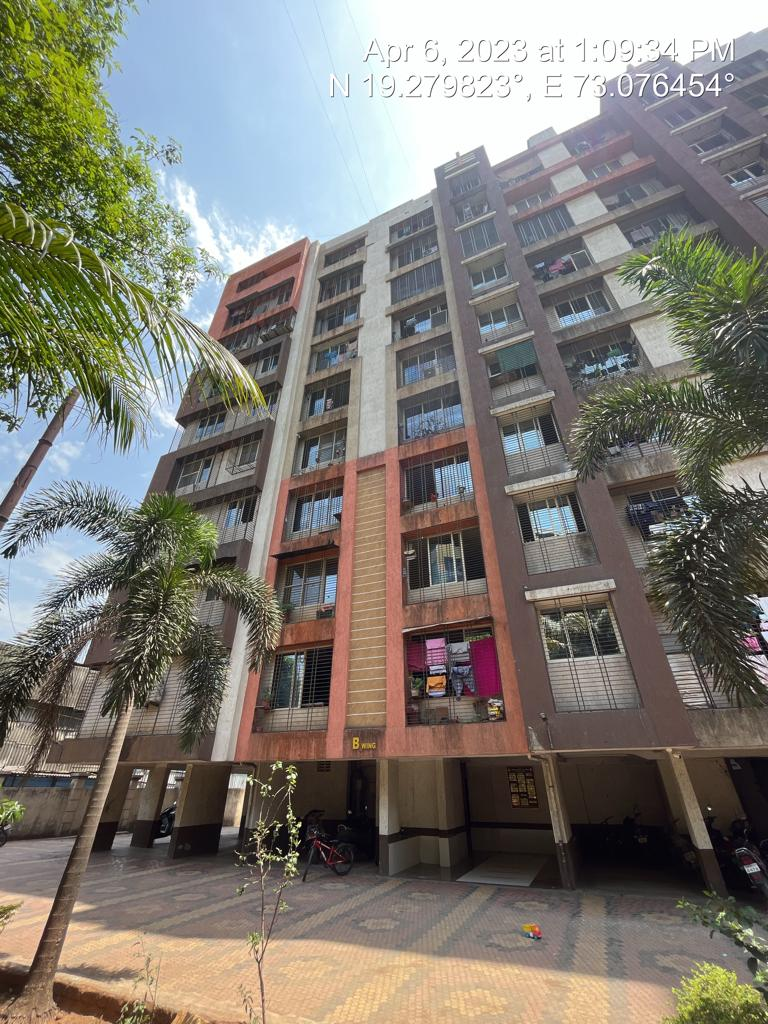 Apr 6, 2023 at 1:09:34 PM
N 19.279823°, E 73.076454°
B WING